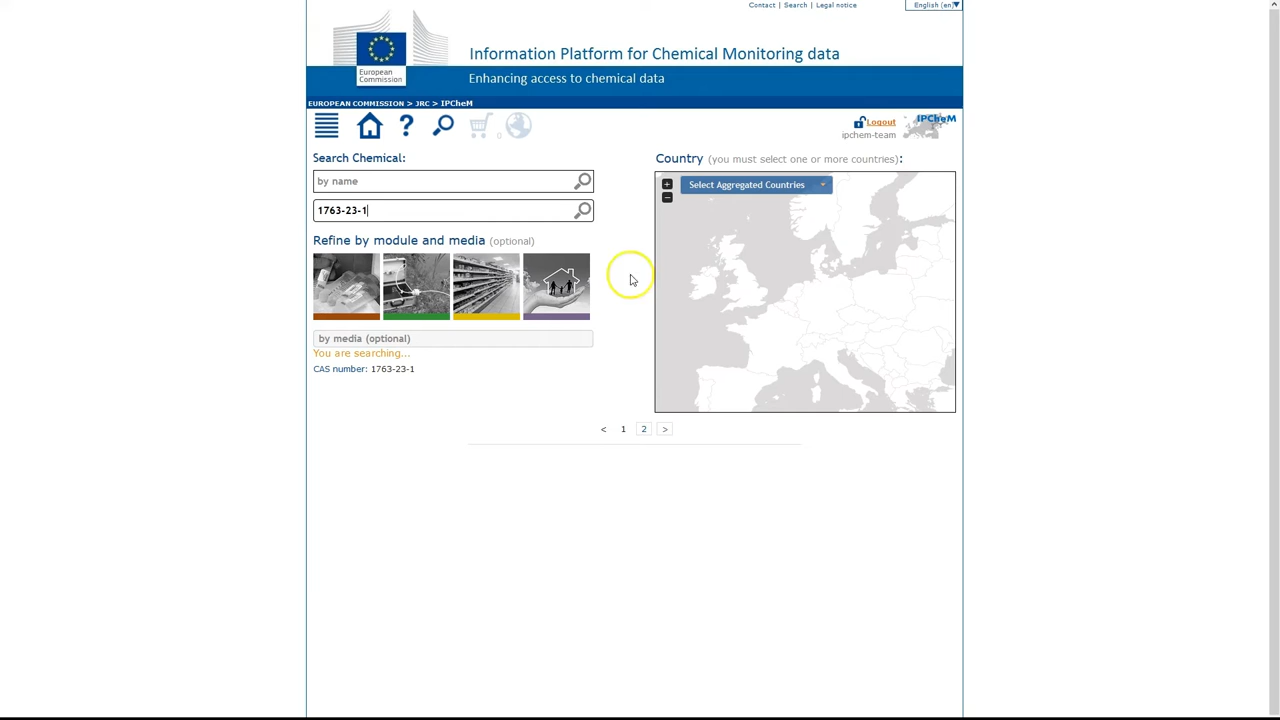 Contact | Search | Legal notice
English (en)
Information Platform for Chemical Monitoring data
European
Commission
Enhancing access to chemical data
EUROPEAN COMMISSION > JRC > IPCheM
0
Logout
ipchem-team
IPCheM
Search Chemical:
by name
1763-23-1
Refine by module and media (optional)
by media (optional)
You are searching...
CAS number: 1763-23-1
Country (you must select one or more countries):
+
Select Aggregated Countries
−
< 1 2 >